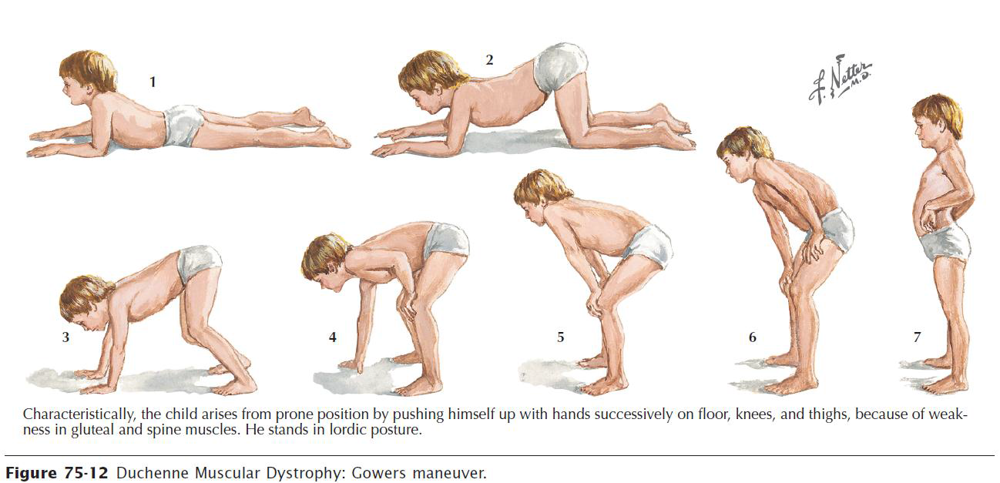 1
2
F. Netter
M.D.
3
4
5
6
7
Characteristically, the child arises from prone position by pushing himself up with hands successively on floor, knees, and thighs, because of weak-
ness in gluteal and spine muscles. He stands in lordic posture.
Figure 75-12 Duchenne Muscular Dystrophy: Gowers maneuver.